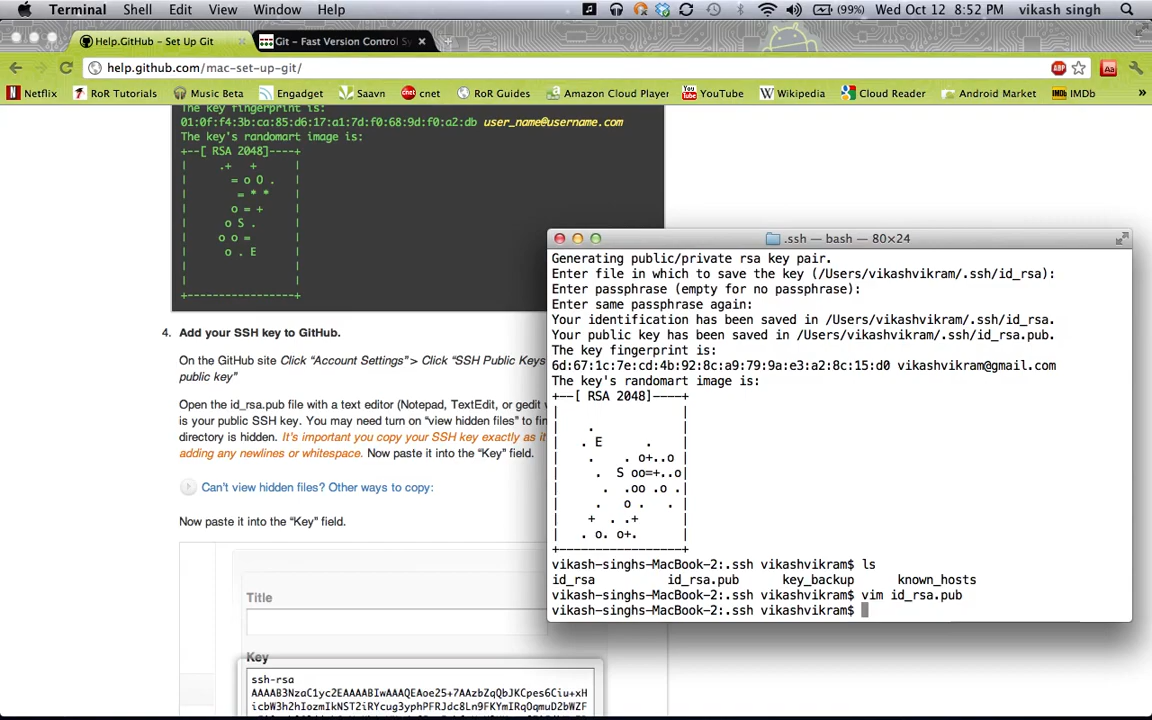 Terminal Shell Edit View Window Help (99%) Wed Oct 12 8:52 PM vikash singh
Help.GitHub – Set Up Git
Git – Fast Version Control Sy
help.github.com/mac-set-up-git/
Netflix RoR Tutorials Music Beta Engadget Saavn cnet RoR Guides Amazon Cloud Player YouTube Wikipedia Cloud Reader Android Market IMDb »
The key fingerprint is:
01:0f:f4:3b:ca:85:d6:17:a1:7d:f0:68:9d:f0:a2:db user_name@username.com
The key's randomart image is:
+--[ RSA 2048]----+
|     .+   +      |
|       = o O .   |
|        = * *    |
|       o = +     |
|      o S .      |
|     o o =       |
|      o . E      |
|                 |
|                 |
+-----------------+
4. Add your SSH key to GitHub.
On the GitHub site Click “Account Settings” > Click “SSH Public Keys
public key”
Open the id_rsa.pub file with a text editor (Notepad, TextEdit, or gedit
is your public SSH key. You may need turn on “view hidden files” to
directory is hidden. It’s important you copy your SSH key exactly as
adding any newlines or whitespace. Now paste it into the “Key” field.
Can’t view hidden files? Other ways to copy:
Now paste it into the “Key” field.
Title
Key
ssh-rsa
AAAAB3NzaC1yc2EAAAABIwAAAQEAoe25+7AAzbZqQbJKCpes6Ciu+xH
icbW3h2hIozmIkNST2iRYcug3yphPFRJdc8Ln9FKYmIRqOqmuD2bWZF
.ssh — bash — 80×24
Generating public/private rsa key pair.
Enter file in which to save the key (/Users/vikashvikram/.ssh/id_rsa):
Enter passphrase (empty for no passphrase):
Enter same passphrase again:
Your identification has been saved in /Users/vikashvikram/.ssh/id_rsa.
Your public key has been saved in /Users/vikashvikram/.ssh/id_rsa.pub.
The key fingerprint is:
6d:67:1c:7e:cd:4b:92:8c:a9:79:9a:e3:a2:8c:15:d0 vikashvikram@gmail.com
The key's randomart image is:
+--[ RSA 2048]----+
|                 |
|    .            |
|   . E      .    |
|    .    . o+..o |
|     .  S oo=+..o|
|      .  .oo .o .|
|     .   o .   . |
|    +  . .+      |
|   . o. o+.      |
+-----------------+
vikash-singhs-MacBook-2:.ssh vikashvikram$ ls
id_rsa id_rsa.pub key_backup known_hosts
vikash-singhs-MacBook-2:.ssh vikashvikram$ vim id_rsa.pub
vikash-singhs-MacBook-2:.ssh vikashvikram$